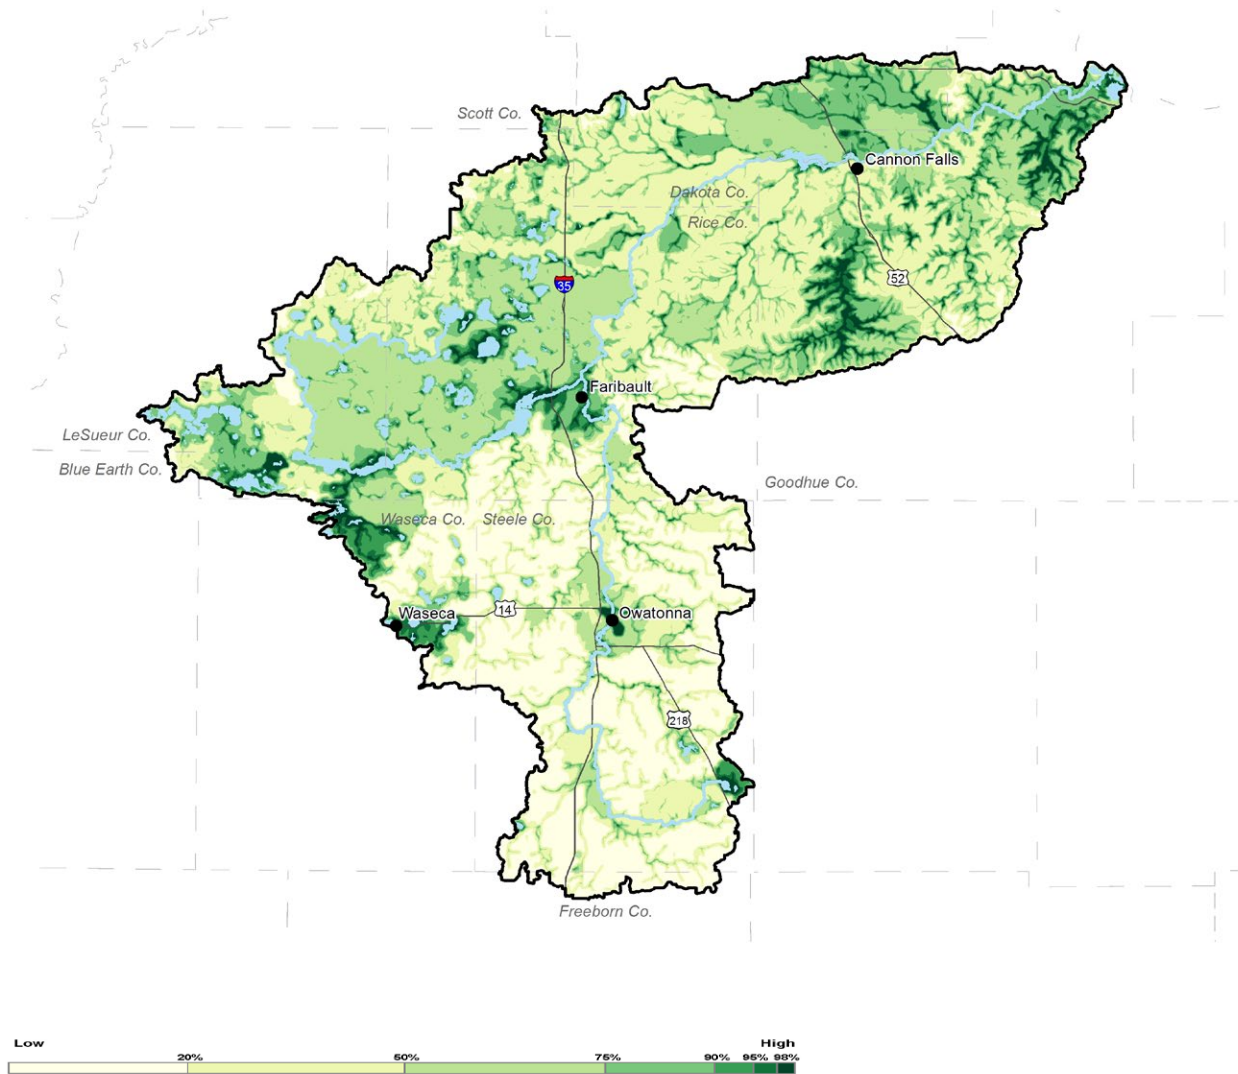 Scott Co.
Cannon Falls
Dakota Co.
Rice Co.
52
35
Faribault
LeSueur Co.
Blue Earth Co.
Goodhue Co.
Waseca Co.
Steele Co.
Waseca
14
Owatonna
218
Freeborn Co.
Low
High
20%
50%
75%
90%
95%
98%